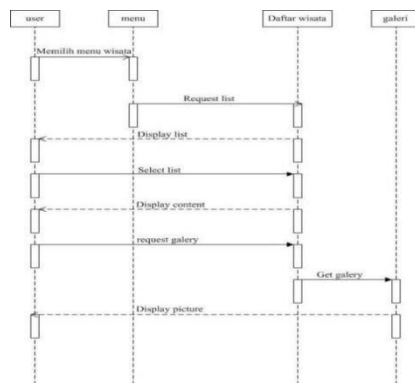 user
menu
Daftar wisata
galeri
Memilih menu wisata
Request list
Display list
Select list
Display content
request galery
Get galery
Display picture